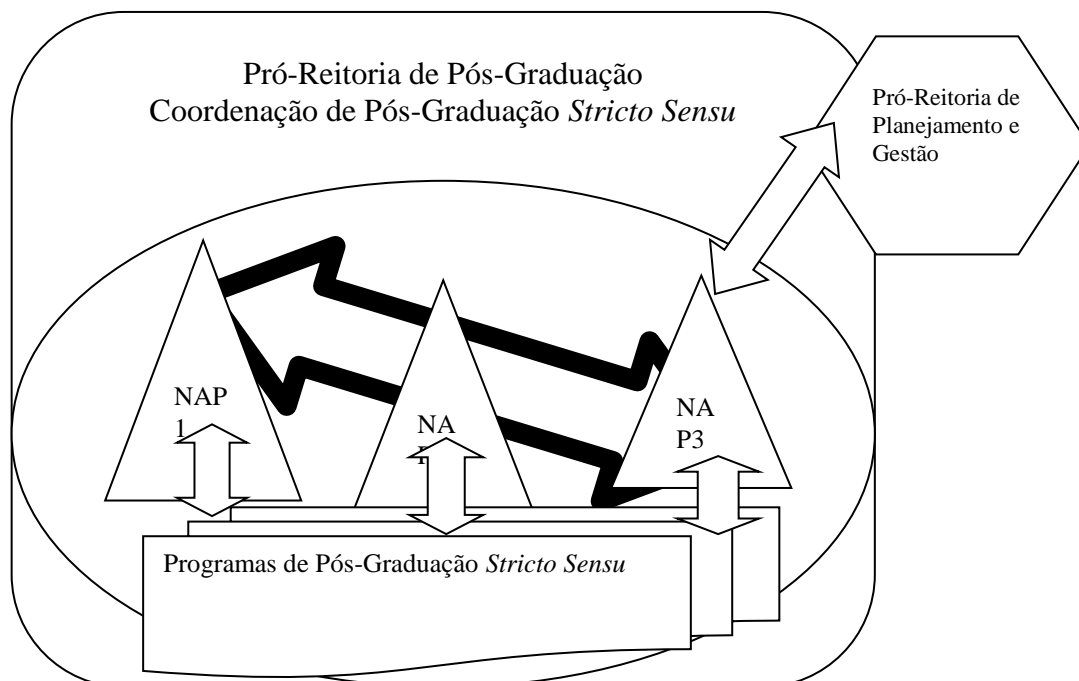 Pró-Reitoria de Pós-Graduação
Coordenação de Pós-Graduação Stricto Sensu
Pró-Reitoria de
Planejamento e
Gestão
NAP
1
NA
NA
P3
Programas de Pós-Graduação Stricto Sensu